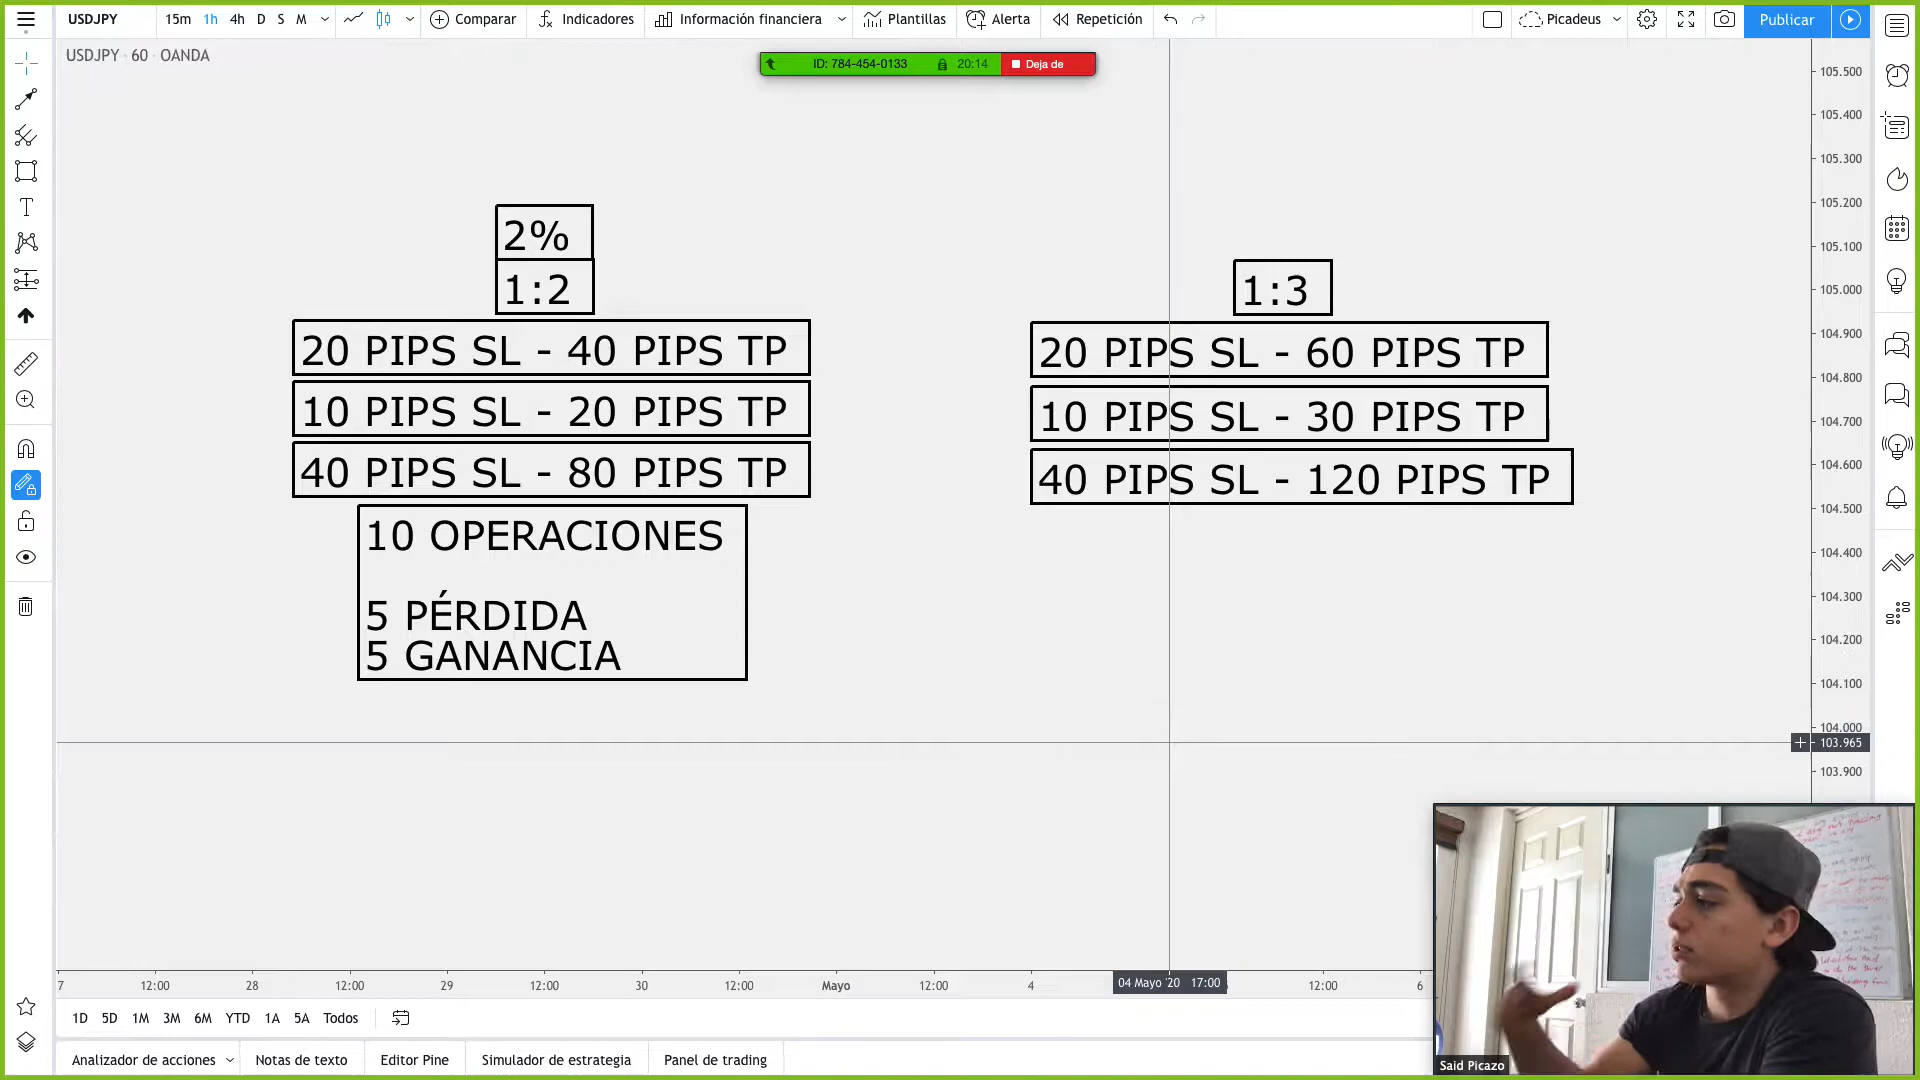 USDJPY
15m
1h
4h
D
S
M
Comparar
Indicadores
Información financiera
Plantillas
Alerta
Repetición
Picadeus
Publicar
USDJPY · 60 · OANDA
ID: 784-454-0133
20:14
Deja de
2%
1:2
20 PIPS SL - 40 PIPS TP
10 PIPS SL - 20 PIPS TP
40 PIPS SL - 80 PIPS TP
10 OPERACIONES
5 PÉRDIDA
5 GANANCIA
1:3
20 PIPS SL - 60 PIPS TP
10 PIPS SL - 30 PIPS TP
40 PIPS SL - 120 PIPS TP
105.500
105.400
105.300
105.200
105.100
105.000
104.900
104.800
104.700
104.600
104.500
104.400
104.300
104.200
104.100
104.000
103.965
103.900
7
12:00
28
12:00
29
12:00
30
12:00
Mayo
12:00
4
04 Mayo '20 17:00
12:00
6
1D
5D
1M
3M
6M
YTD
1A
5A
Todos
Analizador de acciones
Notas de texto
Editor Pine
Simulador de estrategia
Panel de trading
Said Picazo